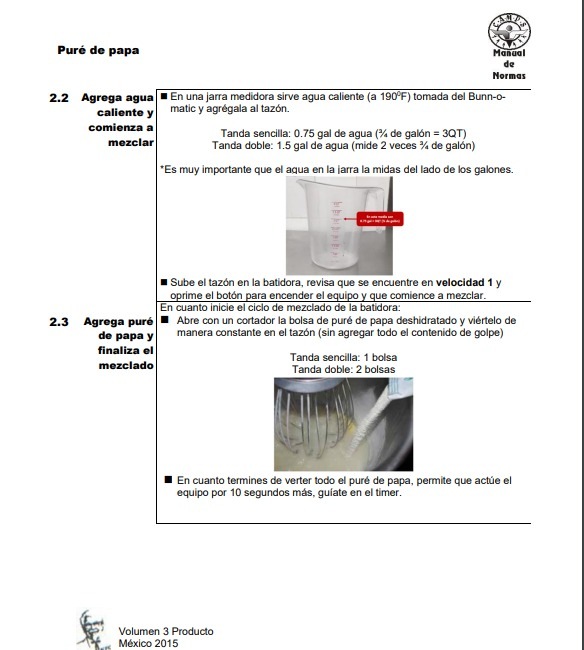 C.A.M.P.S
Manual
de
Normas
Puré de papa
2.2 Agrega agua
caliente y
comienza a
mezclar
■ En una jarra medidora sirve agua caliente (a 190⁰F) tomada del Bunn-o-
matic y agrégala al tazón.
Tanda sencilla: 0.75 gal de agua (¾ de galón = 3QT)
Tanda doble: 1.5 gal de agua (mide 2 veces ¾ de galón)
*Es muy importante que el agua en la jarra la midas del lado de los galones.
■ Sube el tazón en la batidora, revisa que se encuentre en velocidad 1 y
oprime el botón para encender el equipo y que comience a mezclar.
2.3 Agrega puré
de papa y
finaliza el
mezclado
En cuanto inicie el ciclo de mezclado de la batidora:
■ Abre con un cortador la bolsa de puré de papa deshidratado y viértelo de
manera constante en el tazón (sin agregar todo el contenido de golpe)
Tanda sencilla: 1 bolsa
Tanda doble: 2 bolsas
■ En cuanto termines de verter todo el puré de papa, permite que actúe el
equipo por 10 segundos más, guíate en el timer.
Volumen 3 Producto
México 2015